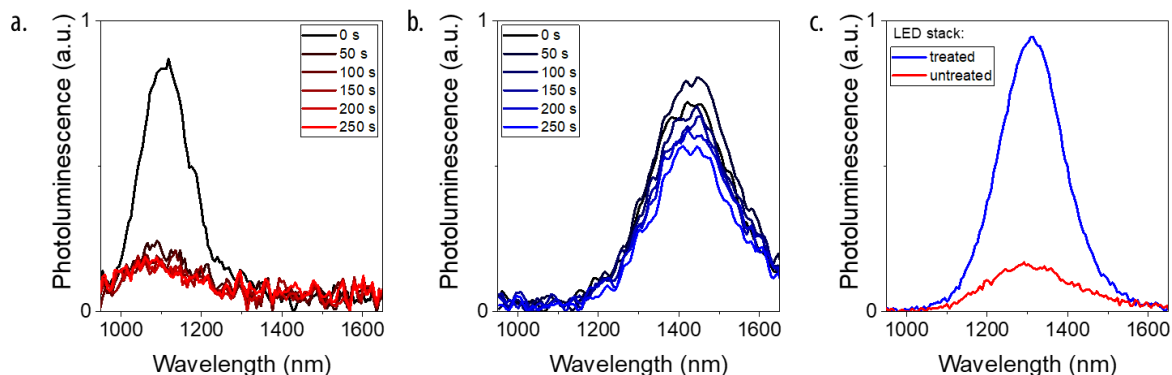 a.
Photoluminescence (a.u.)
1
0
0 s
50 s
100 s
150 s
200 s
250 s
1000 1200 1400 1600
Wavelength (nm)
b.
Photoluminescence (a.u.)
1
0
0 s
50 s
100 s
150 s
200 s
250 s
1000 1200 1400 1600
Wavelength (nm)
c.
Photoluminescence (a.u.)
1
0
LED stack:
treated
untreated
1000 1200 1400 1600
Wavelength (nm)